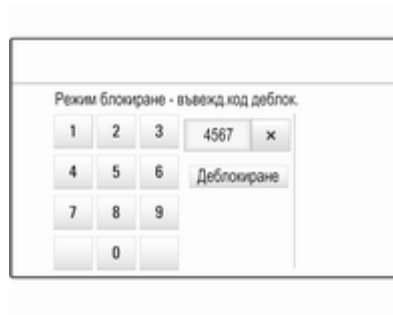 Режим блокиране - въвежд.код деблок.
1 2 3 4567 ×
4 5 6 Деблокиране
7 8 9
0